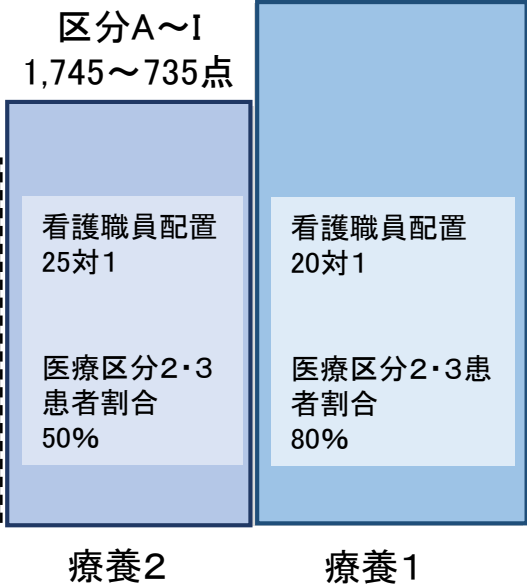 区分A～I
1,745～735点
看護職員配置
25対1
医療区分２・３
患者割合
50％
看護職員配置
20対1
医療区分２・３患
者割合
80％
療養２
療養１